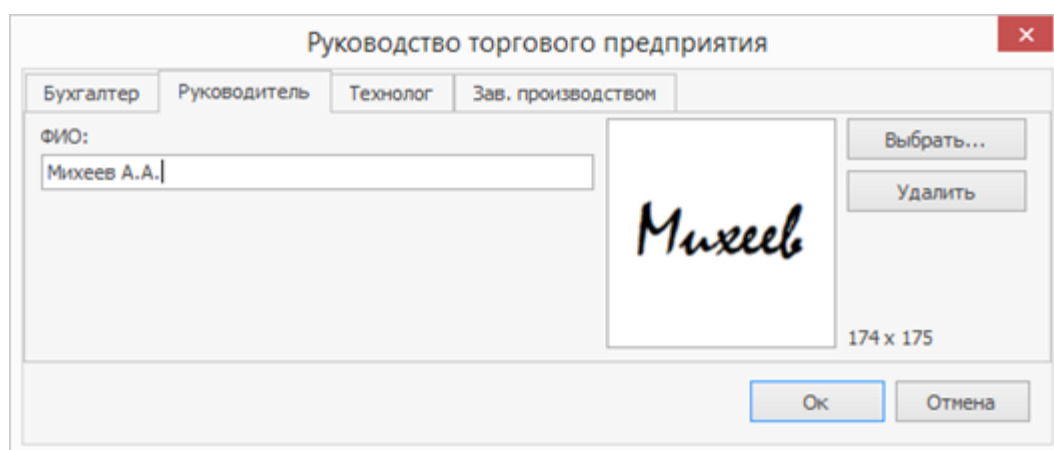 Руководство торгового предприятия
Бухгалтер Руководитель Технолог Зав. производством
ФИО:
Михеев А.А.
Михеев
Выбрать...
Удалить
174 x 175
Ок Отмена